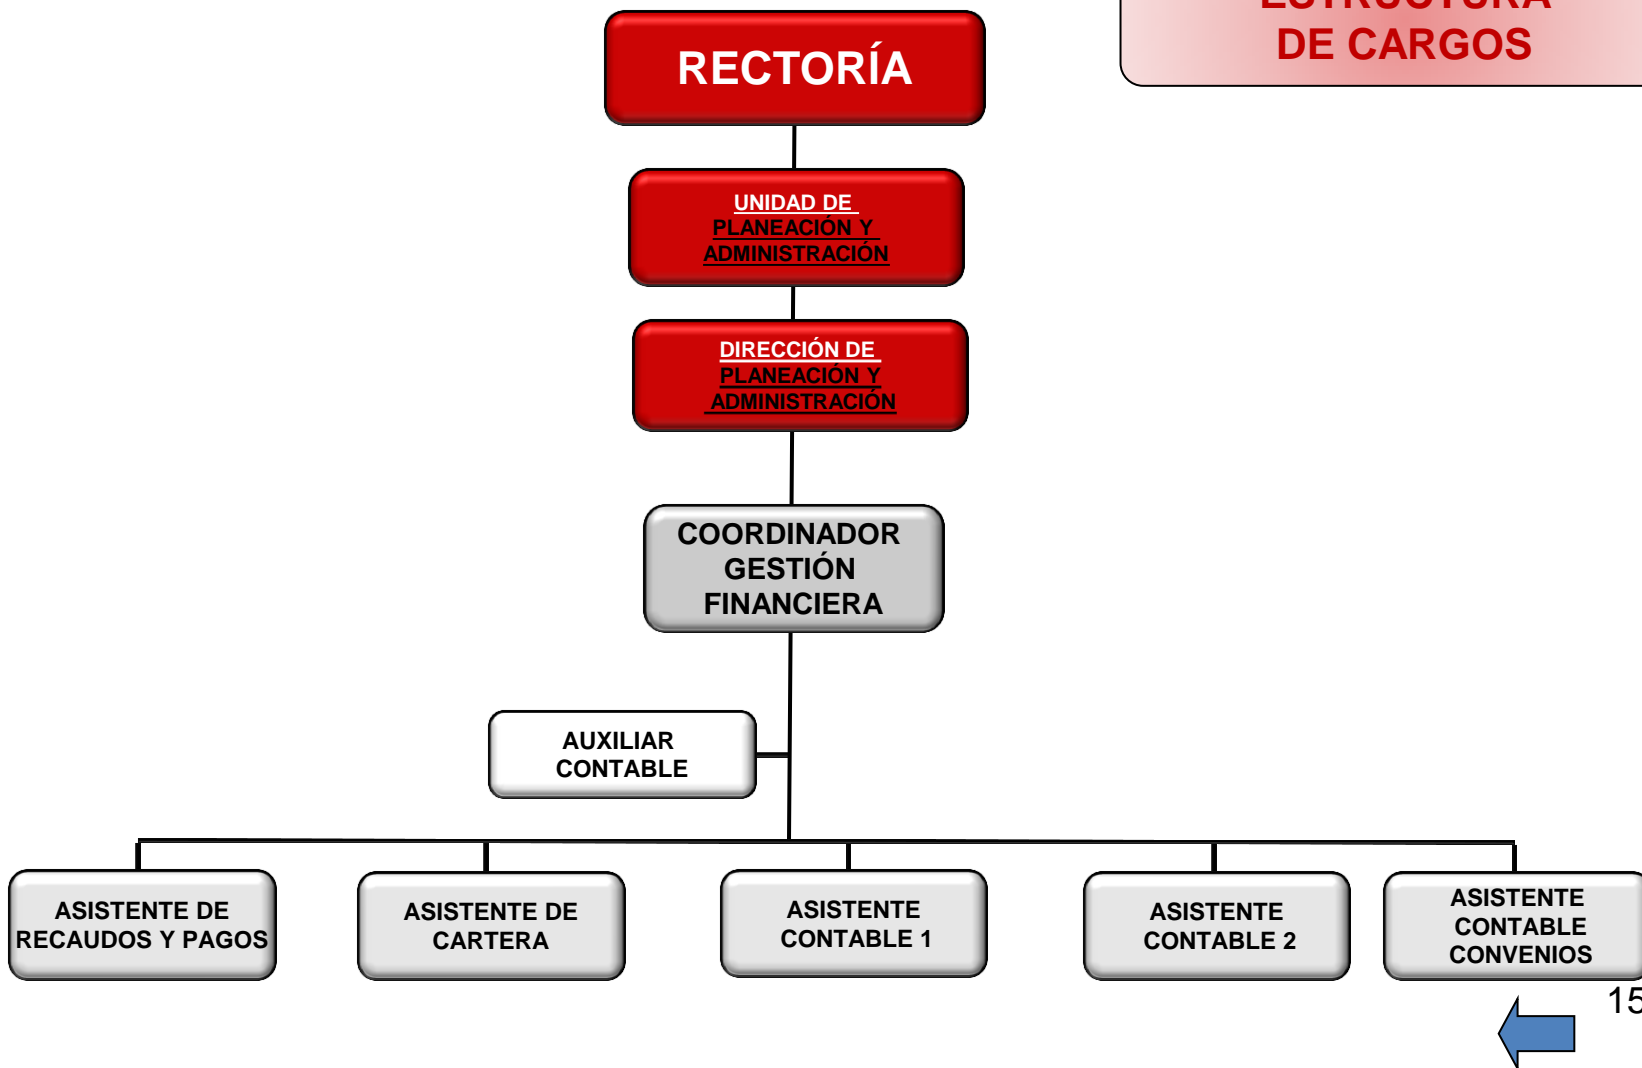 ESTRUCTURA
DE CARGOS
RECTORÍA
UNIDAD DE
PLANEACIÓN Y
ADMINISTRACIÓN
DIRECCIÓN DE
PLANEACIÓN Y
ADMINISTRACIÓN
COORDINADOR
GESTIÓN
FINANCIERA
AUXILIAR
CONTABLE
ASISTENTE DE
RECAUDOS Y PAGOS
ASISTENTE DE
CARTERA
ASISTENTE
CONTABLE 1
ASISTENTE
CONTABLE 2
ASISTENTE
CONTABLE
CONVENIOS
15